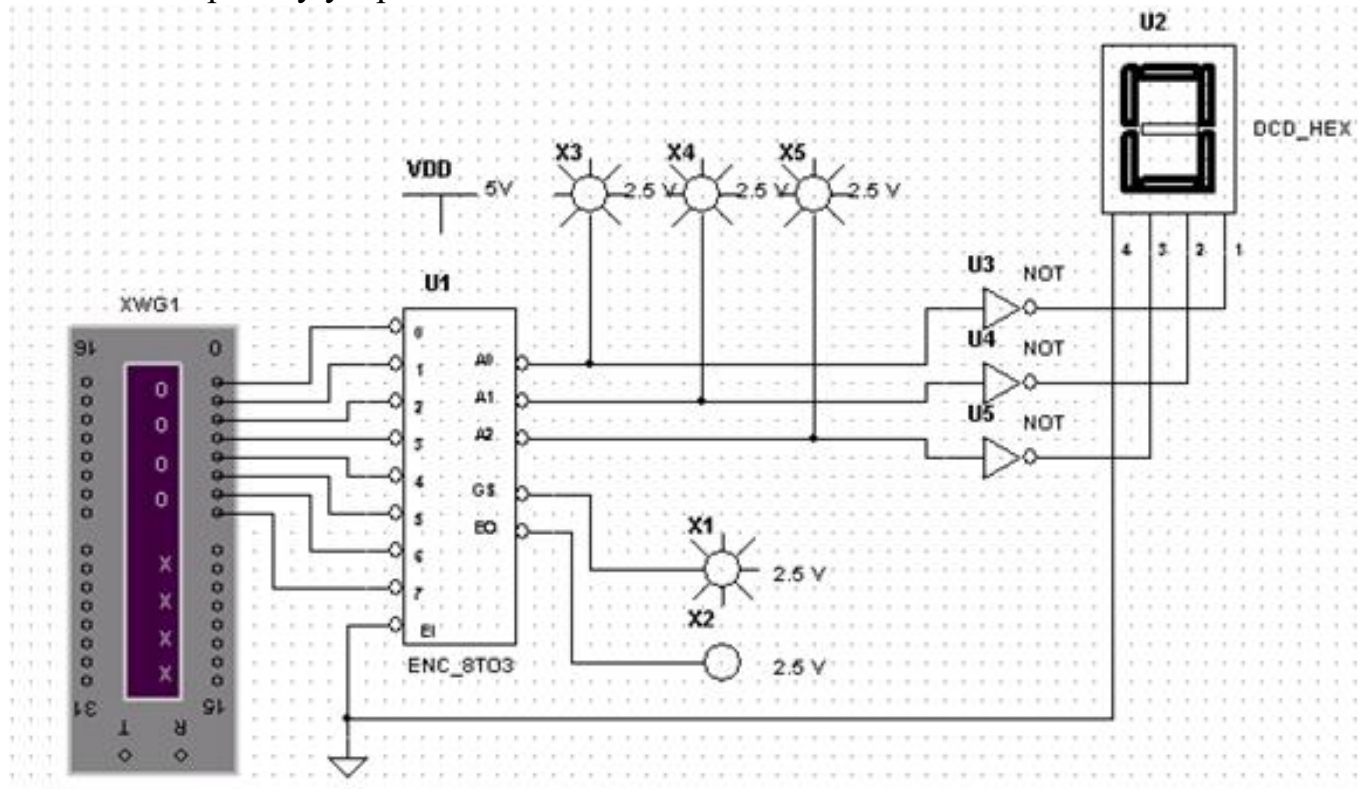 U2
DCD_HEX
4 3 2 1
VDD
5V
X3 X4 X5
2.5 V 2.5 V 2.5 V
U3 NOT
U4 NOT
U5 NOT
U1
0
1
2
3
4
5
6
7
EI
A0
A1
A2
GS
EO
ENC_8TO3
XWG1
16 0
0
0
0
0
X
X
X
X
31 15
T R
X1
2.5 V
X2
2.5 V